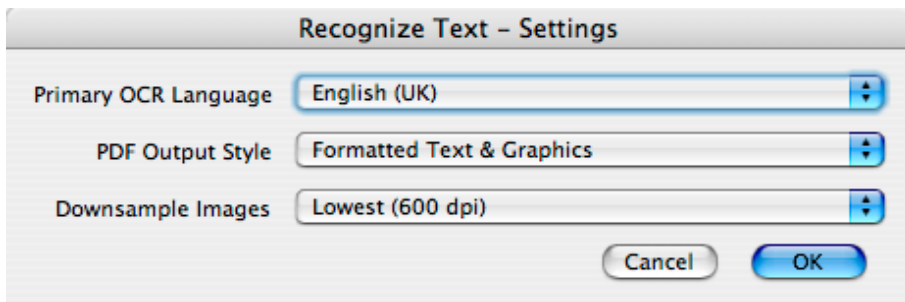 Recognize Text – Settings
Primary OCR Language English (UK)
PDF Output Style Formatted Text & Graphics
Downsample Images Lowest (600 dpi)
Cancel OK